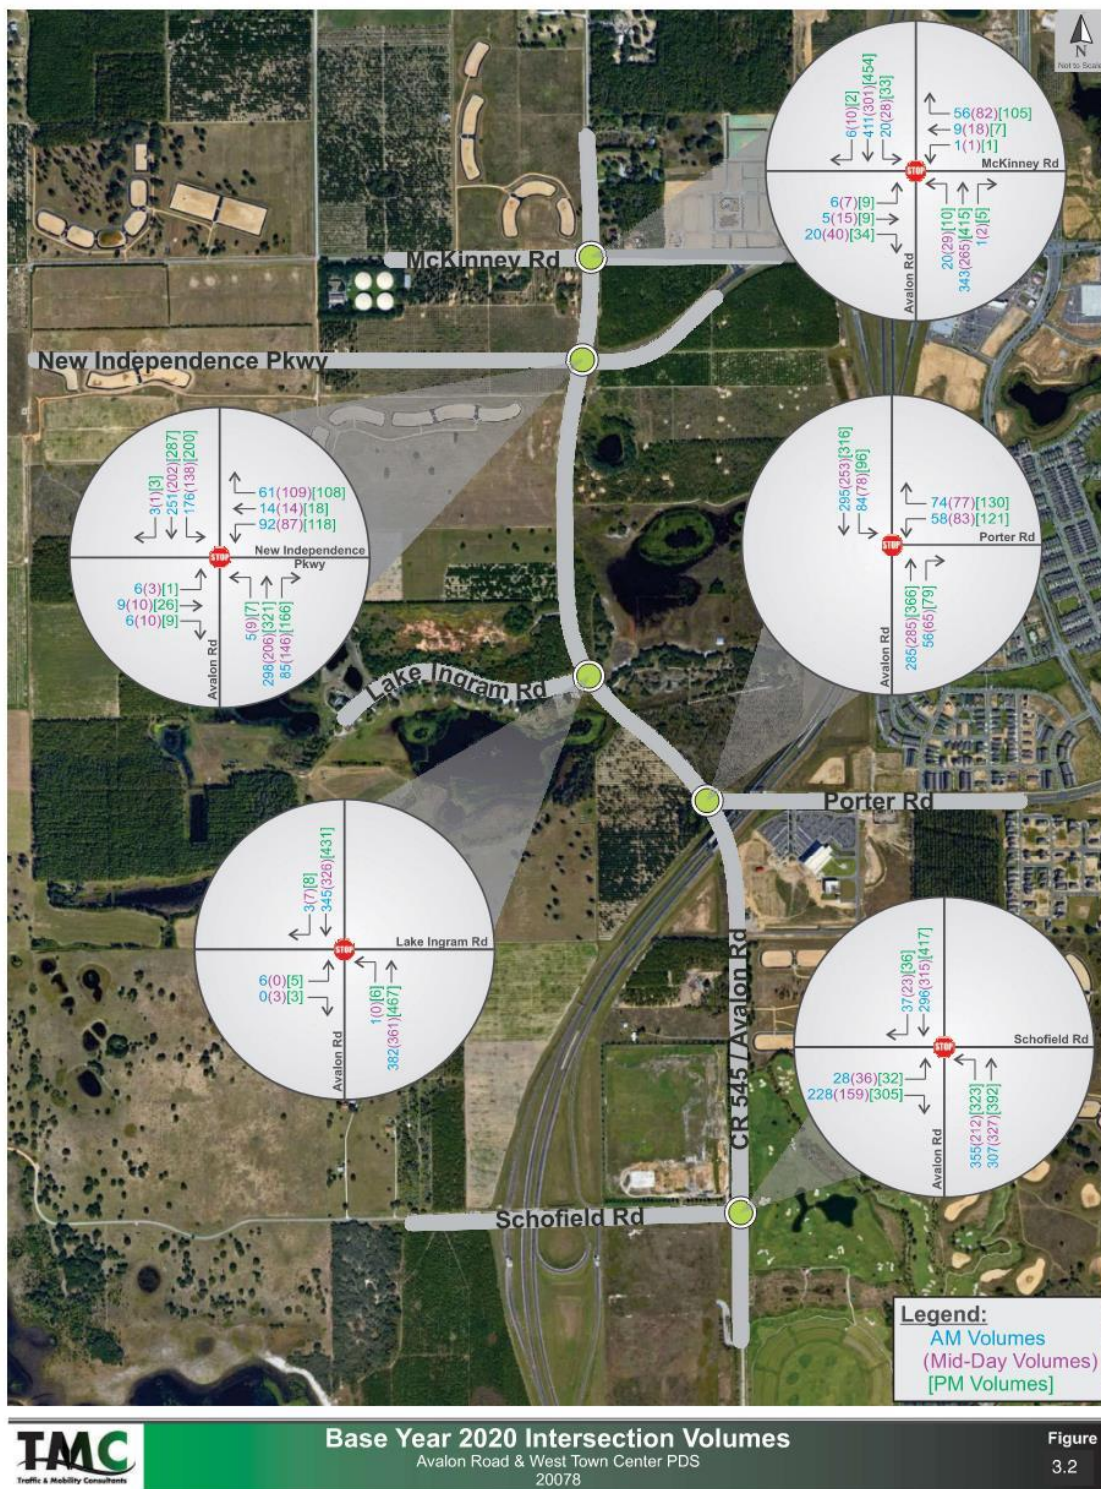 N
Not to Scale
6(10)[2]
411(301)[454]
20(28)[33]
56(82)[105]
9(18)[7]
1(1)[1]
McKinney Rd
STOP
6(7)[9]
5(15)[9]
20(40)[34]
Avalon Rd
20(29)[10]
343(265)[415]
1(2)[5]
McKinney Rd
New Independence Pkwy
3(1)[3]
251(202)[287]
176(138)[200]
61(109)[108]
14(14)[18]
92(87)[118]
STOP
New Independence
Pkwy
6(3)[1]
9(10)[26]
6(10)[9]
Avalon Rd
5(9)[7]
298(206)[321]
85(146)[166]
295(253)[316]
84(78)[96]
74(77)[130]
58(83)[121]
STOP
Porter Rd
Avalon Rd
285(285)[366]
56(65)[79]
Lake Ingram Rd
Porter Rd
3(7)[8]
345(326)[431]
STOP
Lake Ingram Rd
6(0)[5]
0(3)[3]
Avalon Rd
1(0)[6]
382(361)[467]
CR 545 / Avalon Rd
37(23)[36]
296(315)[417]
STOP
Schofield Rd
28(36)[32]
228(159)[305]
Avalon Rd
355(212)[323]
307(327)[392]
Schofield Rd
Legend:
AM Volumes
(Mid-Day Volumes)
[PM Volumes]
TMC
Traffic & Mobility Consultants
Base Year 2020 Intersection Volumes
Avalon Road & West Town Center PDS
20078
Figure
3.2